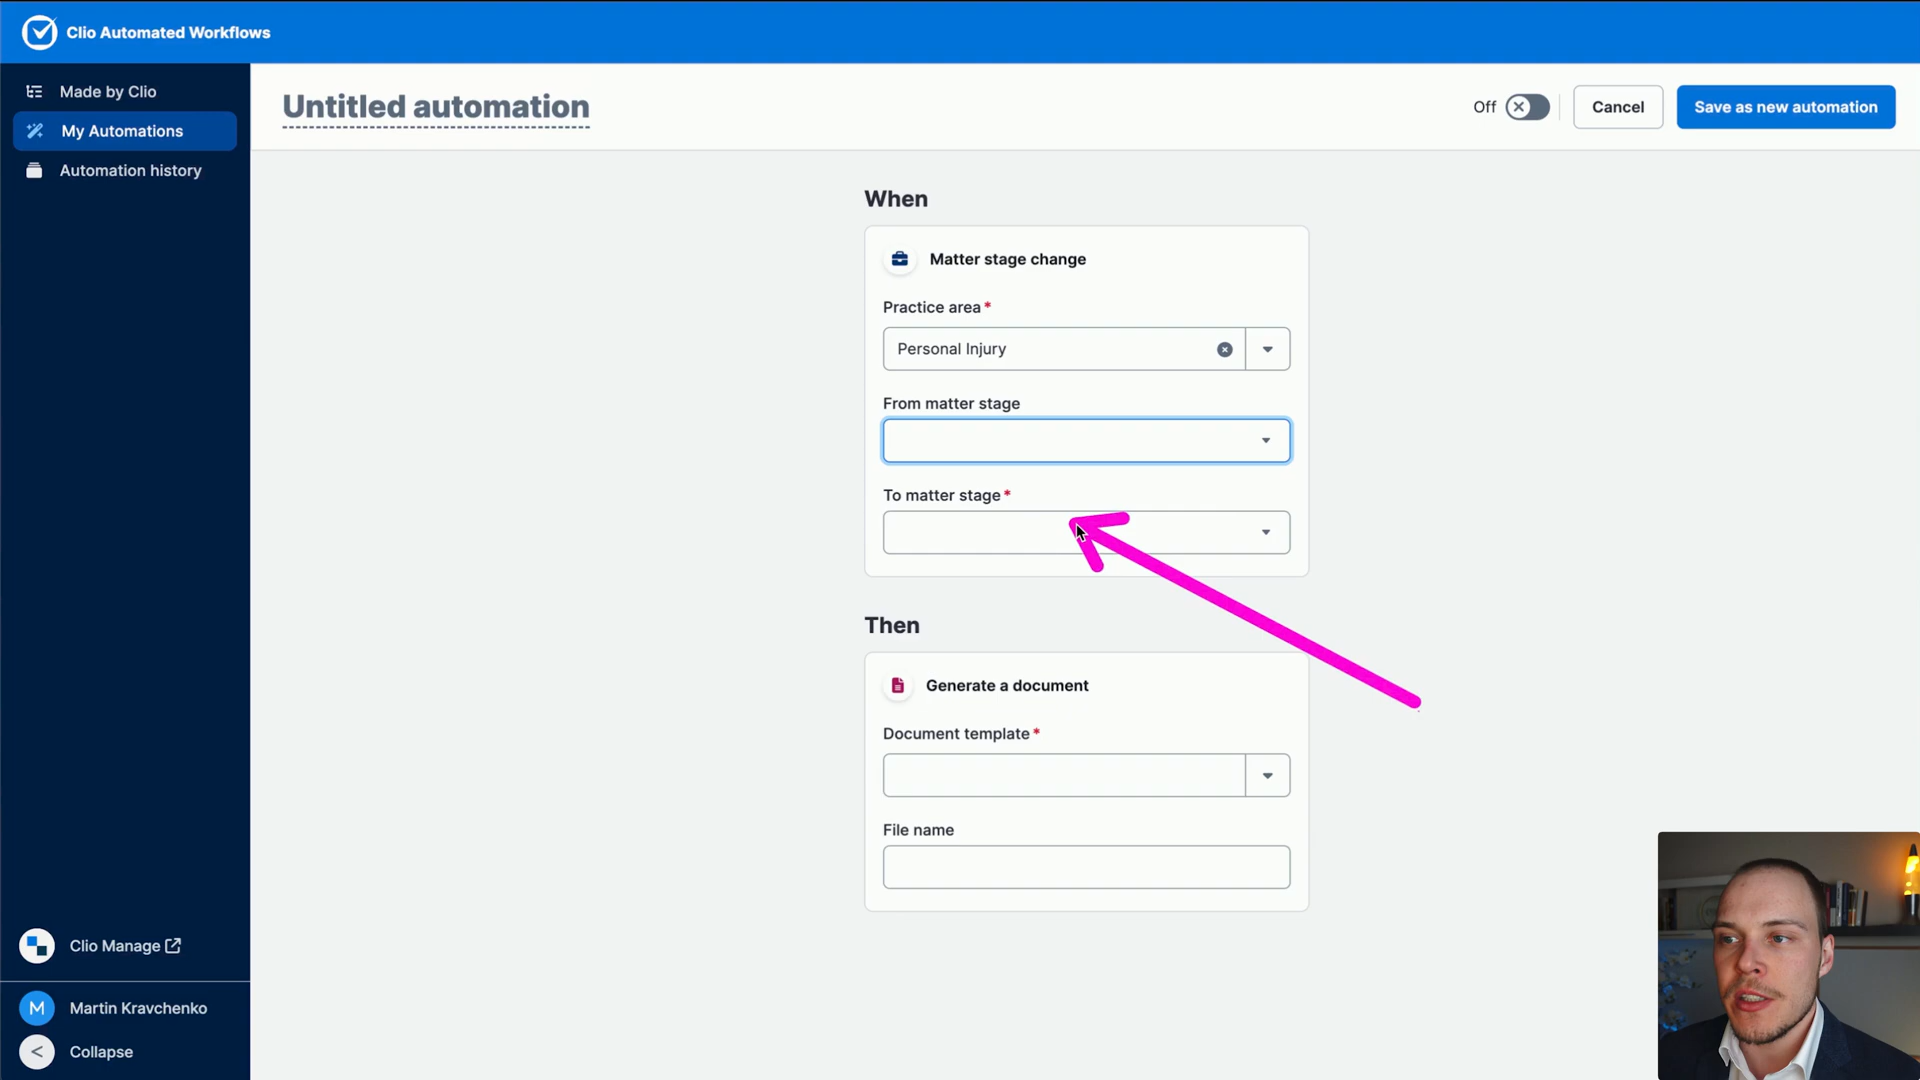 Clio Automated Workflows
Made by Clio
My Automations
Automation history
Untitled automation
Off
Cancel
Save as new automation
When
Matter stage change
Practice area*
Personal Injury
From matter stage
To matter stage*
Then
Generate a document
Document template*
File name
Clio Manage
M
Martin Kravchenko
< Collapse